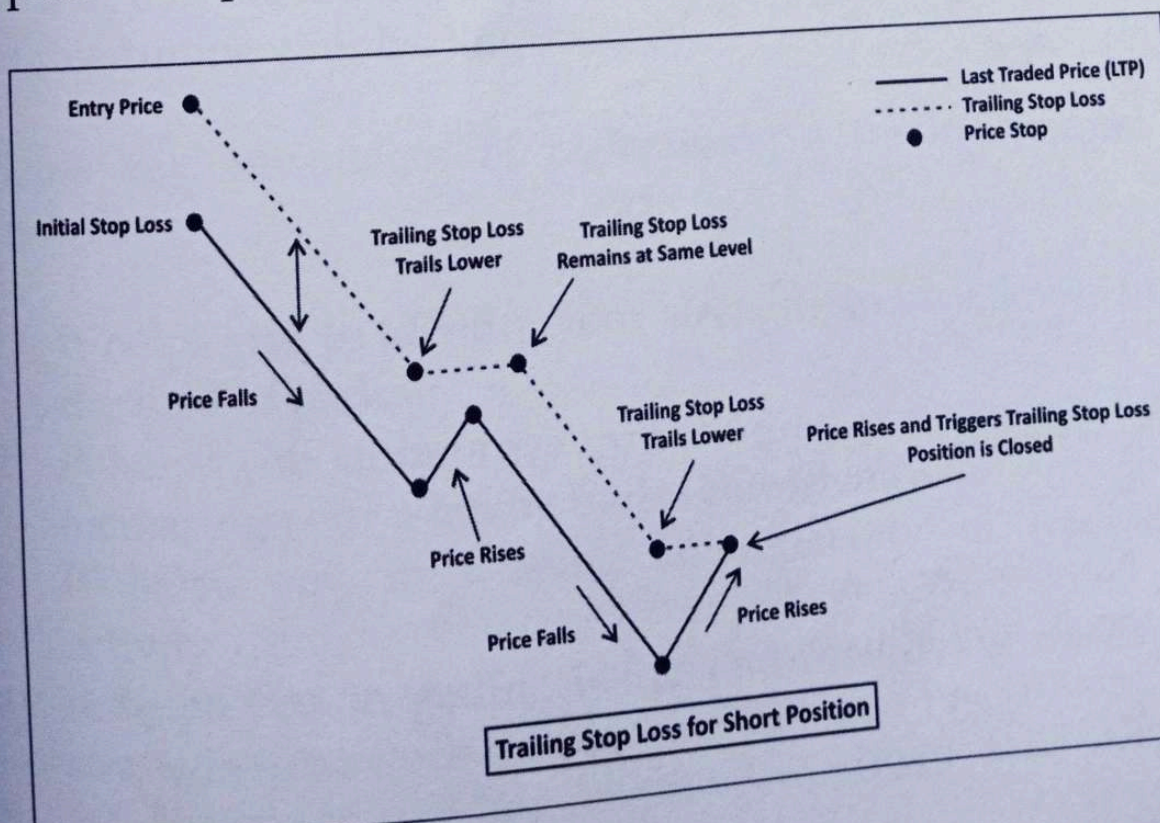 Last Traded Price (LTP)
Trailing Stop Loss
Price Stop
Entry Price
Initial Stop Loss
Trailing Stop Loss
Trails Lower
Trailing Stop Loss
Remains at Same Level
Price Falls
Trailing Stop Loss
Trails Lower
Price Rises and Triggers Trailing Stop Loss
Position is Closed
Price Rises
Price Falls
Price Rises
Trailing Stop Loss for Short Position